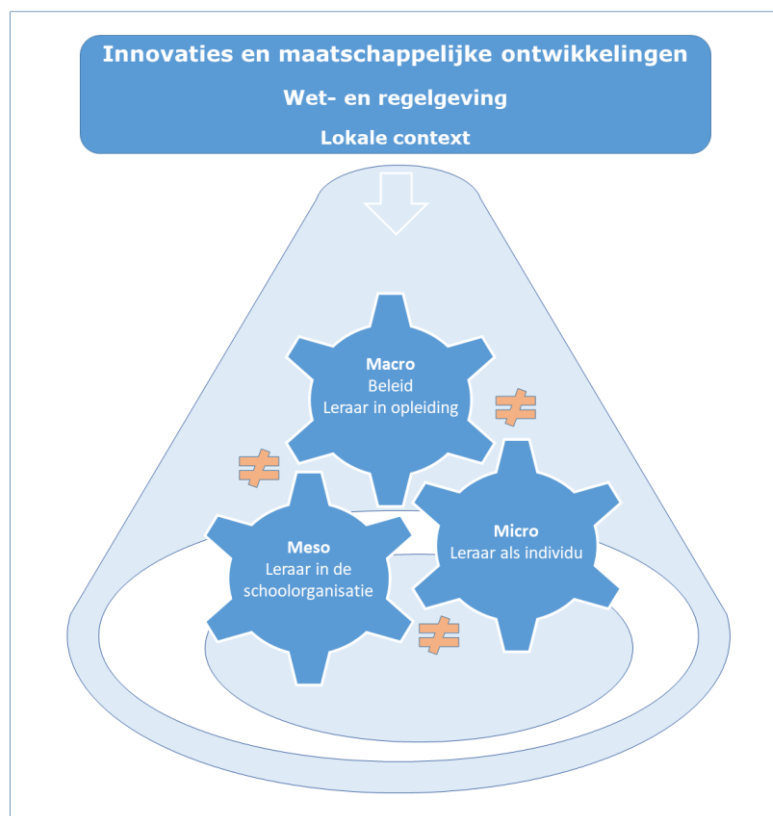 Innovaties en maatschappelijke ontwikkelingen
Wet- en regelgeving
Lokale context
Macro
Beleid
Leraar in opleiding
≠
≠
Micro
Leraar als individu
Meso
Leraar in de
schoolorganisatie
≠